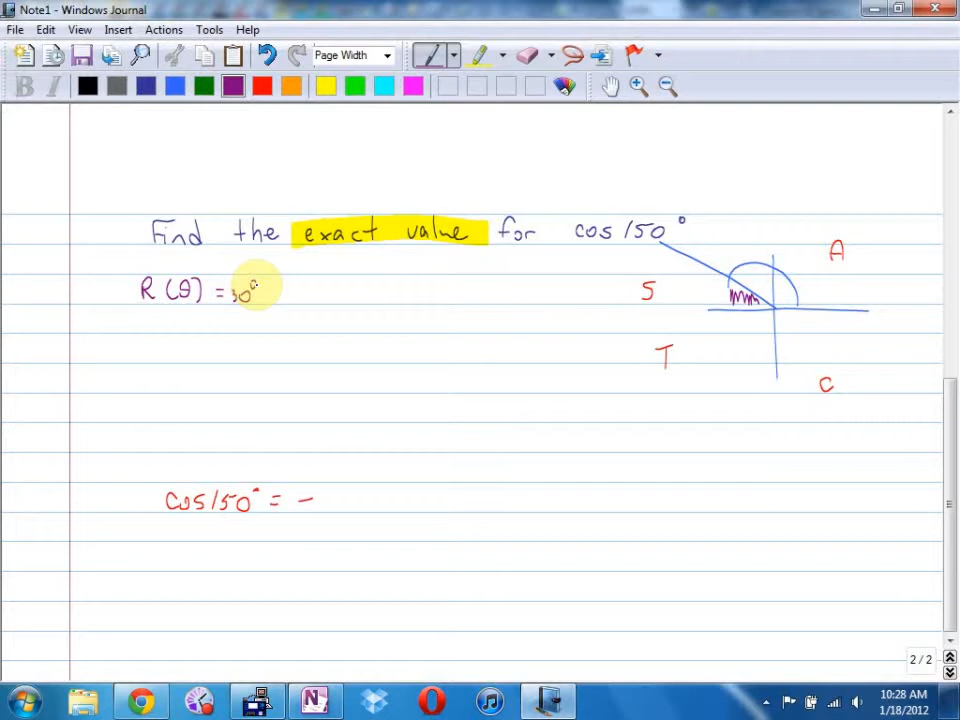 Note1 - Windows Journal
File Edit View Insert Actions Tools Help
Page Width
B I
Find the exact value for cos 150°
A
R(θ) = 30°
S
T
C
cos 150° = -
2 / 2
10:28 AM
1/18/2012